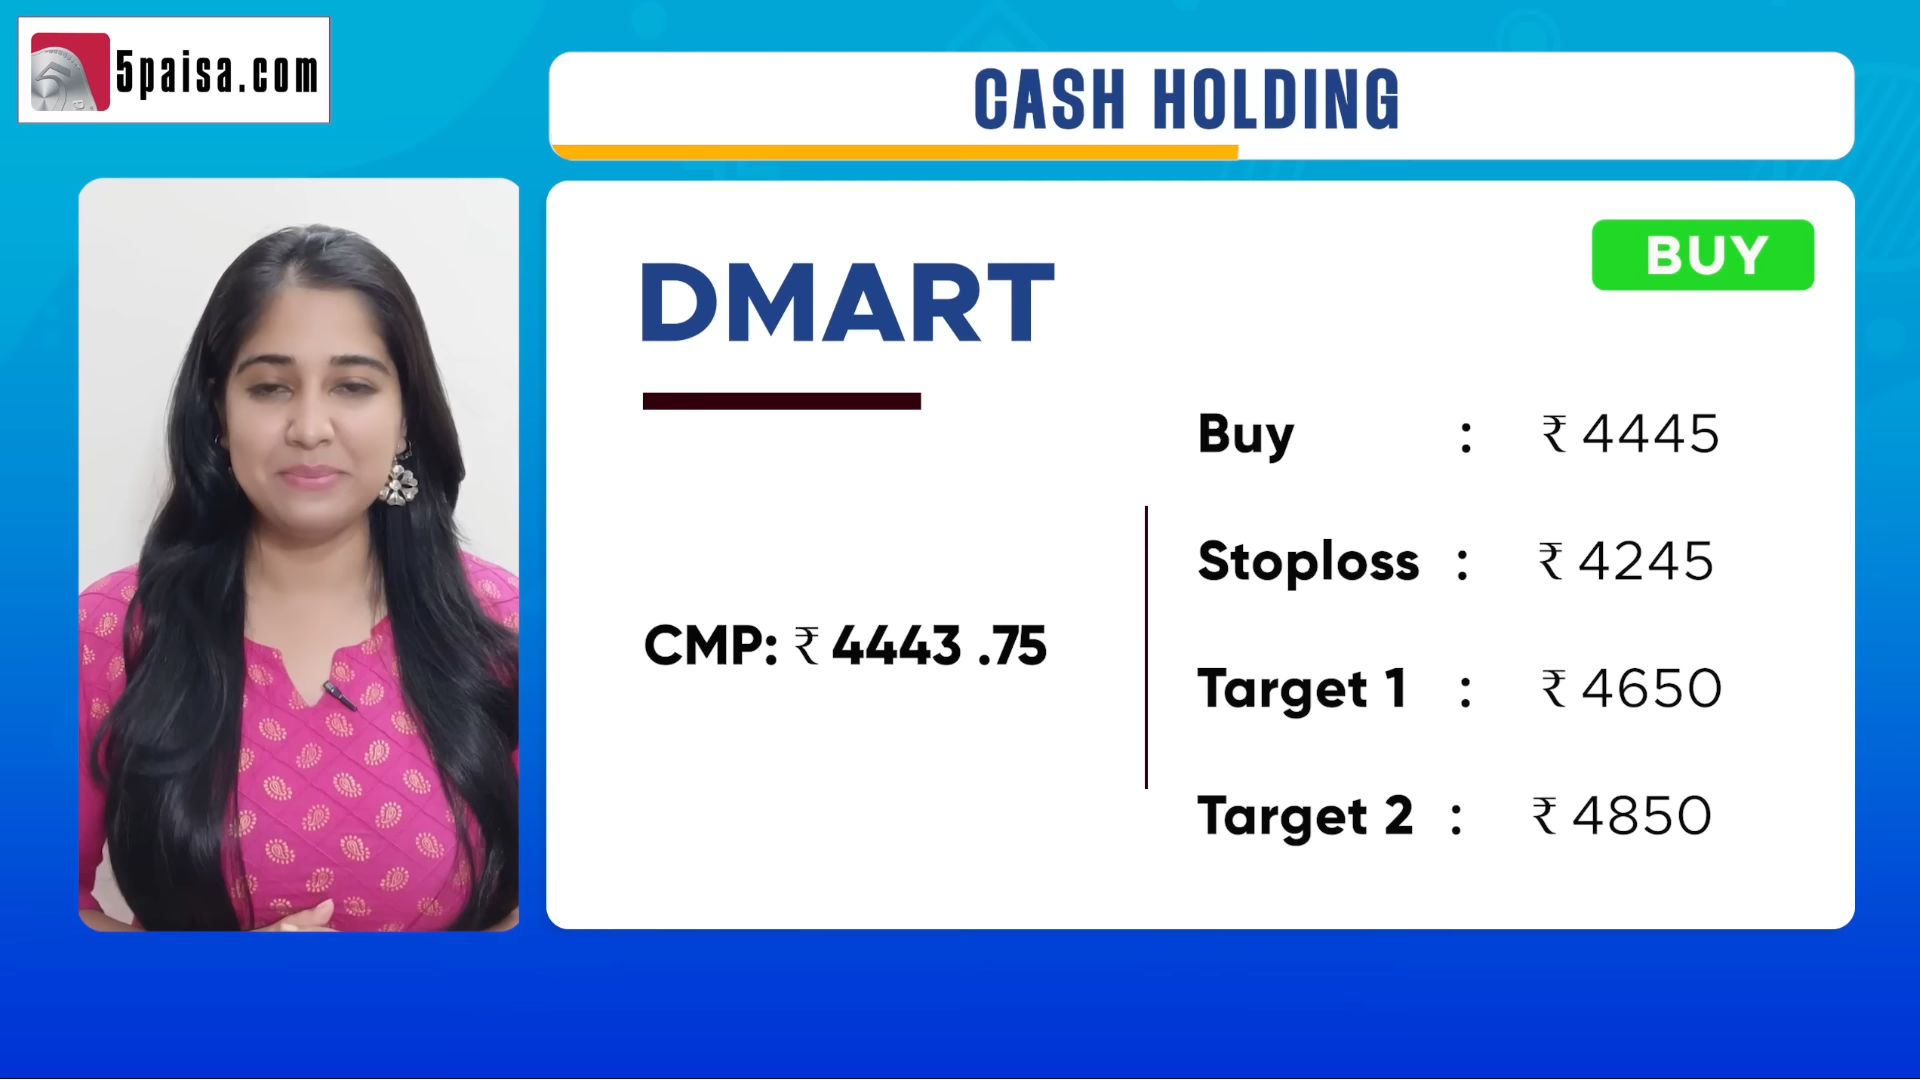 5paisa.com
CASH HOLDING
DMART
BUY
Buy : ₹ 4445
Stoploss : ₹ 4245
CMP: ₹ 4443 .75
Target 1 : ₹ 4650
Target 2 : ₹ 4850